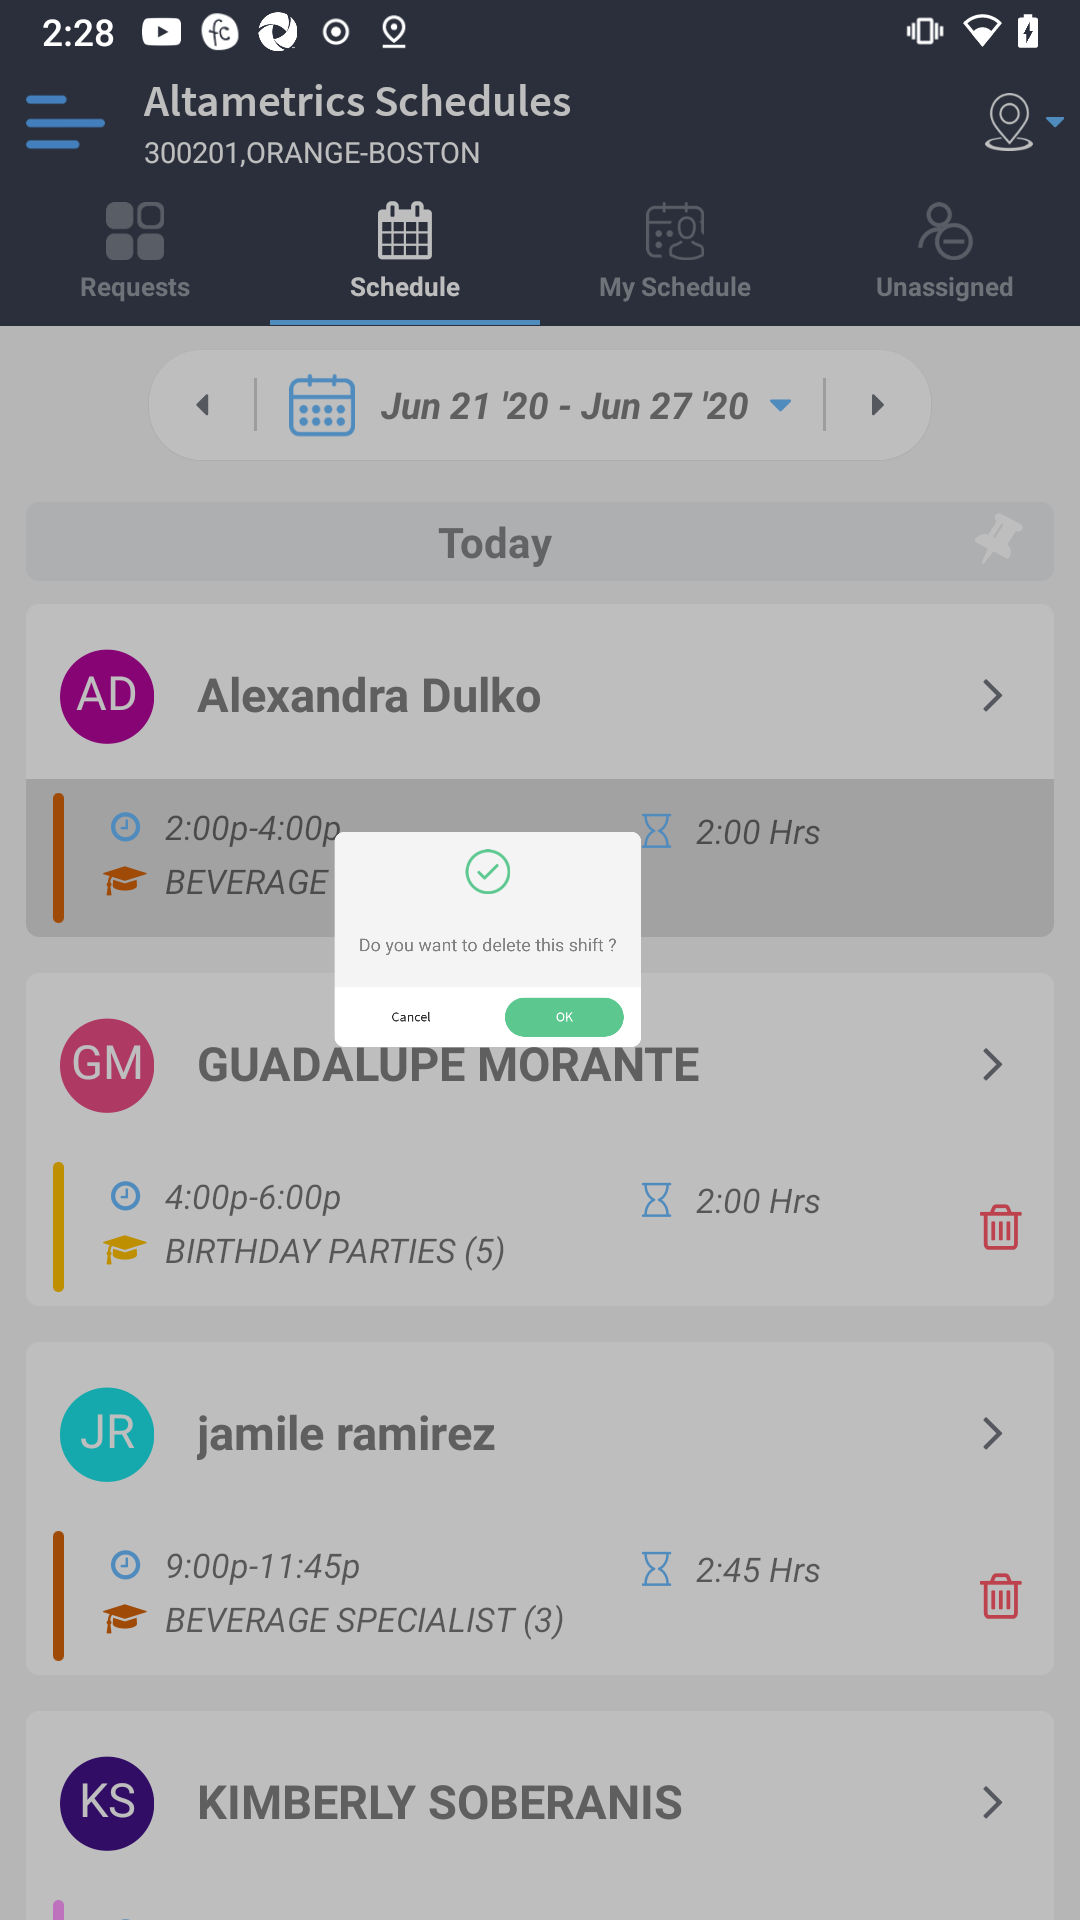 2:28
fc
Altametrics Schedules
300201,ORANGE-BOSTON
Requests
Schedule
My Schedule
Unassigned
Jun 21 '20 - Jun 27 '20
Today
AD
Alexandra Dulko
2:00p-4:00p
2:00 Hrs
BEVERAGE
Do you want to delete this shift ?
Cancel
OK
GM
GUADALUPE MORANTE
4:00p-6:00p
2:00 Hrs
BIRTHDAY PARTIES (5)
JR
jamile ramirez
9:00p-11:45p
2:45 Hrs
BEVERAGE SPECIALIST (3)
KS
KIMBERLY SOBERANIS